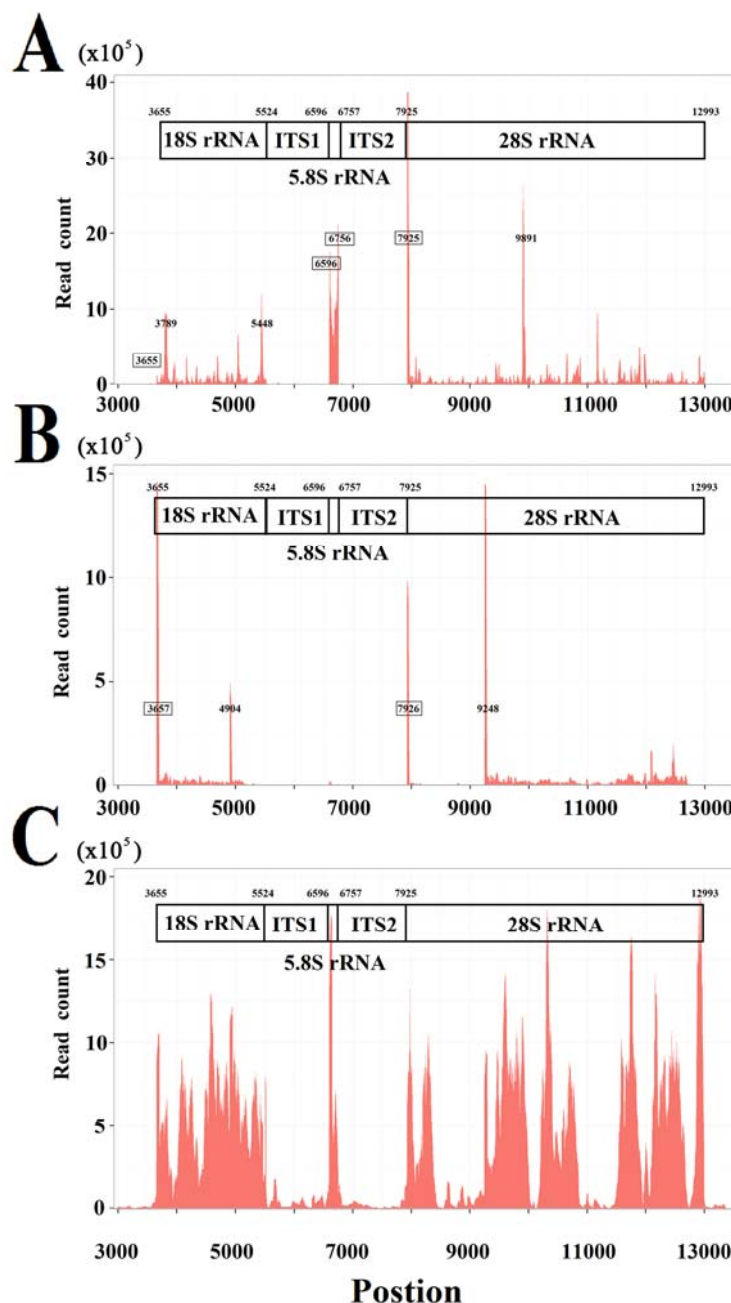 A (x10⁵)
40
3655 5524 6596 6757 7925 12993
18S rRNA ITS1 ITS2 28S rRNA
30
5.8S rRNA
Read count
20
6756 7925 9891
6596
10
3789 5448
3655
0
3000 5000 7000 9000 11000 13000
B (x10⁵)
15
3655 5524 6596 6757 7925 12993
18S rRNA ITS1 ITS2 28S rRNA
5.8S rRNA
10
Read count
5
3657 4904 7926 9248
0
3000 5000 7000 9000 11000 13000
C (x10⁵)
20
3655 5524 6596 6757 7925 12993
18S rRNA ITS1 ITS2 28S rRNA
5.8S rRNA
15
Read count
10
5
0
3000 5000 7000 9000 11000 13000
Postion